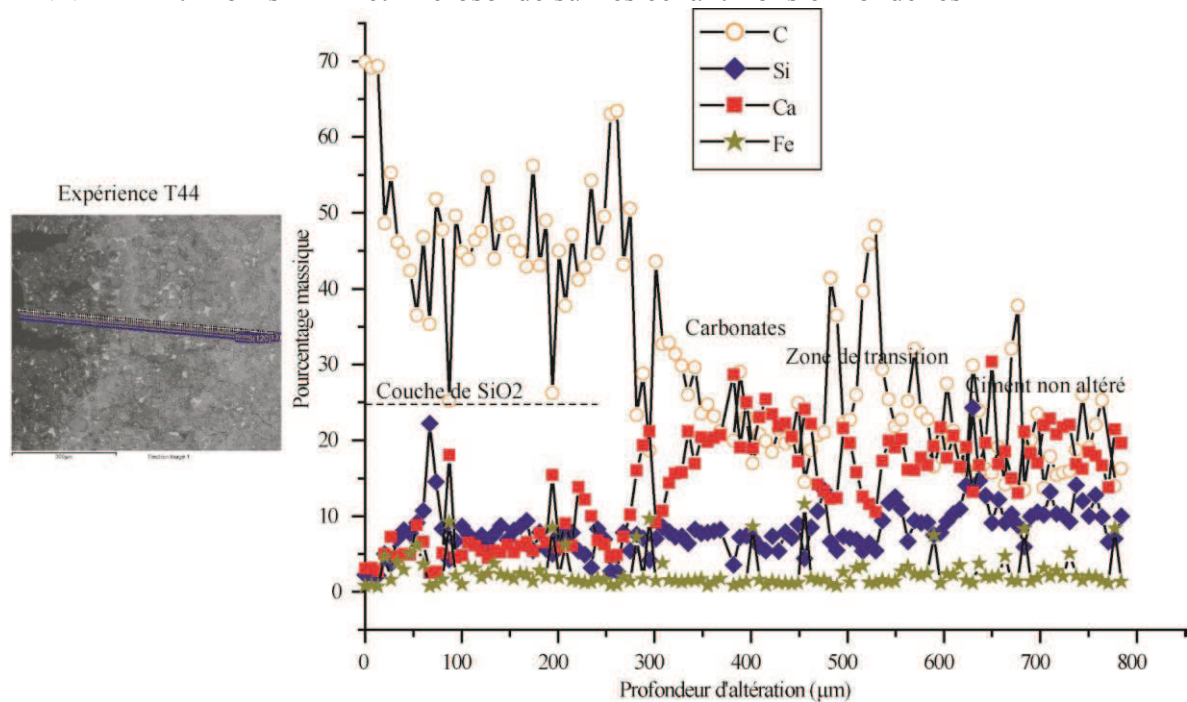 C
Si
Ca
Fe
Expérience T44
Pourcentage massique
70
60
50
40
30
20
10
0
Couche de SiO2
Carbonates
Zone de transition
Ciment non altéré
0 100 200 300 400 500 600 700 800
Profondeur d'altération (µm)